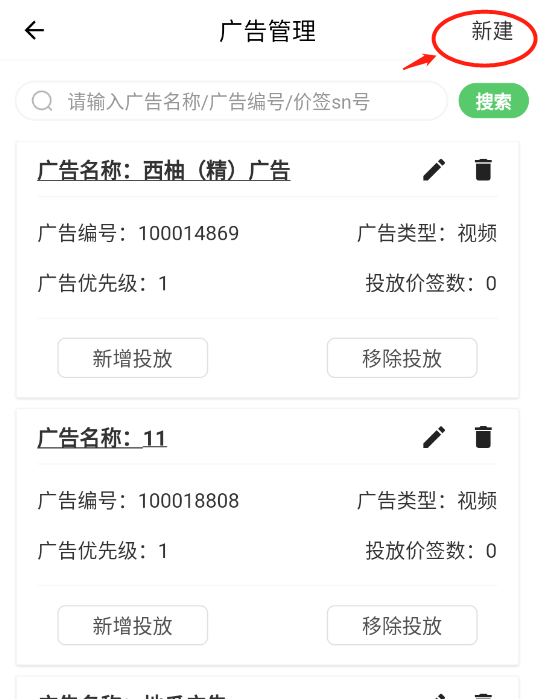 广告管理 新建
请输入广告名称/广告编号/价签sn号 搜索
广告名称：西柚（精）广告
广告编号：100014869 广告类型：视频
广告优先级：1 投放价签数：0
新增投放 移除投放
广告名称：11
广告编号：100018808 广告类型：视频
广告优先级：1 投放价签数：0
新增投放 移除投放
广告名称：